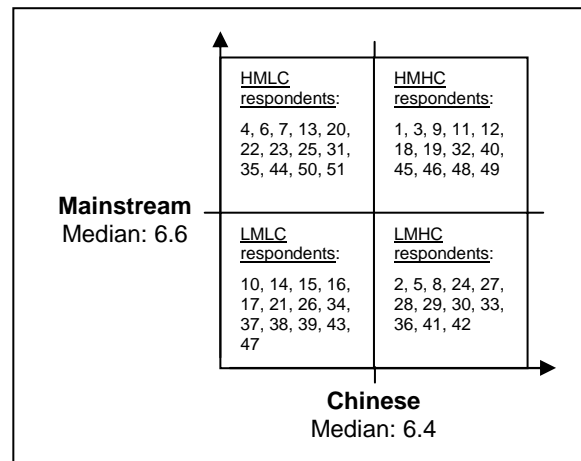 HMLC
respondents:
4, 6, 7, 13, 20,
22, 23, 25, 31,
35, 44, 50, 51
HMHC
respondents:
1, 3, 9, 11, 12,
18, 19, 32, 40,
45, 46, 48, 49
Mainstream
Median: 6.6
LMLC
respondents:
10, 14, 15, 16,
17, 21, 26, 34,
37, 38, 39, 43,
47
LMHC
respondents:
2, 5, 8, 24, 27,
28, 29, 30, 33,
36, 41, 42
Chinese
Median: 6.4